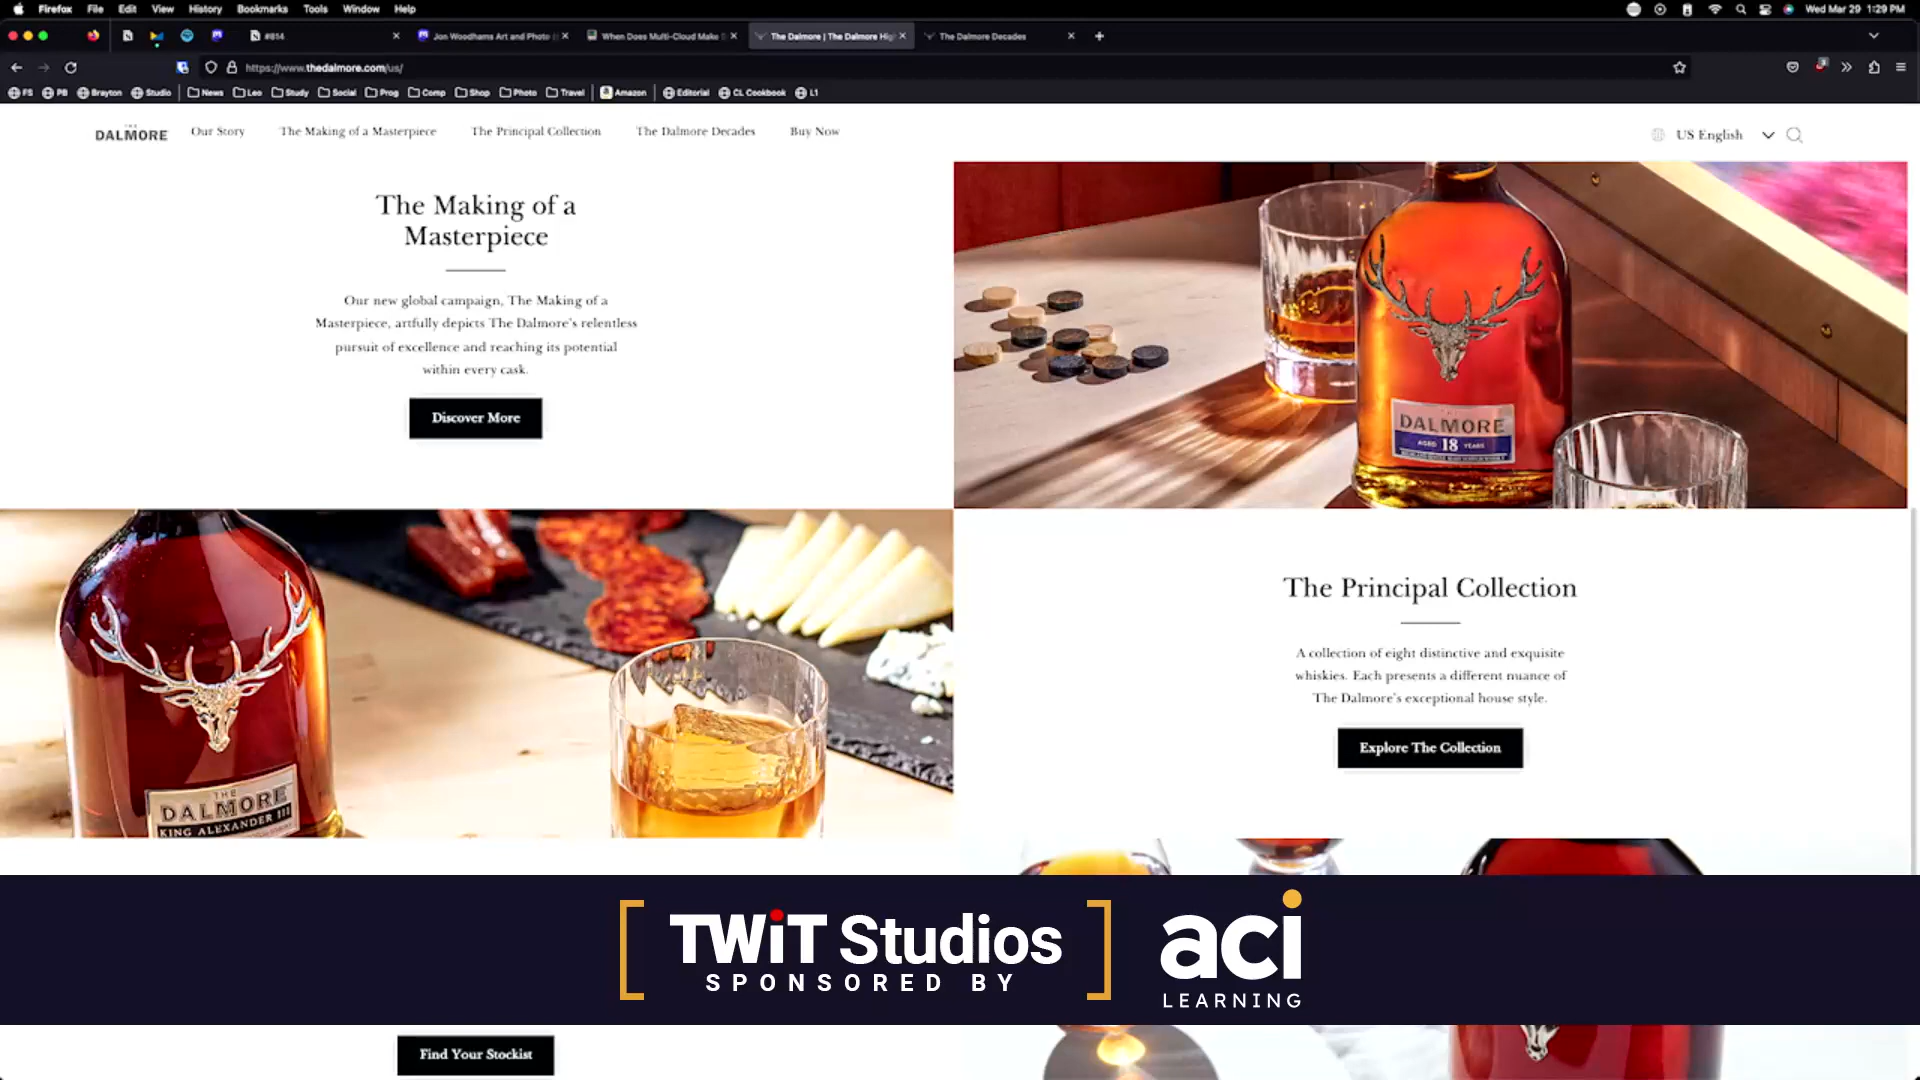 Firefox File Edit View History Bookmarks Tools Window Help
Wed Mar 29 1:29 PM
#814
Jon Woodhams Art and Photo
When Does Multi-Cloud Make S
The Dalmore | The Dalmore Hig
The Dalmore Decades
https://www.thedalmore.com/us/
FS PB Brayton Studio News Leo Study Social Prog Comp Shop Photo Travel Amazon Editorial CL Cookbook L1
THE
DALMORE
Our Story
The Making of a Masterpiece
The Principal Collection
The Dalmore Decades
Buy Now
US English
The Making of a
Masterpiece
Our new global campaign, The Making of a
Masterpiece, artfully depicts The Dalmore's relentless
pursuit of excellence and reaching its potential
within every cask.
Discover More
DALMORE
AGED 18 YEARS
THE
DALMORE
KING ALEXANDER III
The Principal Collection
A collection of eight distinctive and exquisite
whiskies. Each presents a different nuance of
The Dalmore's exceptional house style.
Explore The Collection
TWiT Studios
SPONSORED BY
aci
LEARNING
Find Your Stockist